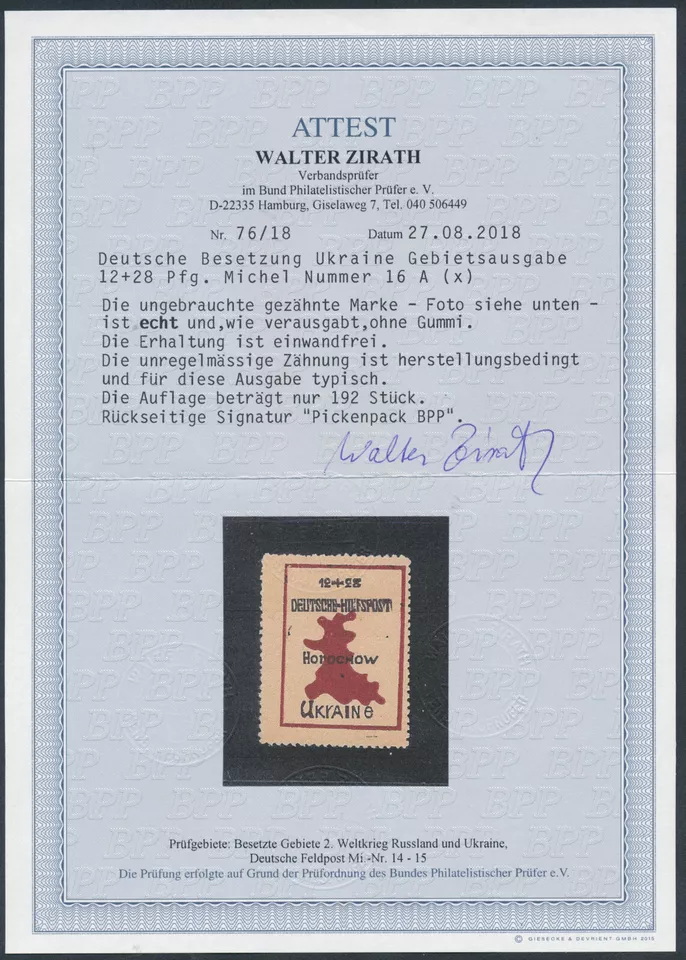 ATTEST
WALTER ZIRATH
Verbandsprüfer
im Bund Philatelistischer Prüfer e. V.
D-22335 Hamburg, Giselaweg 7, Tel. 040 506449
Nr. 76/18 Datum 27.08.2018
Deutsche Besetzung Ukraine Gebietsausgabe
12+28 Pfg. Michel Nummer 16 A (x)
Die ungebrauchte gezähnte Marke - Foto siehe unten -
ist echt und,wie verausgabt,ohne Gummi.
Die Erhaltung ist einwandfrei.
Die unregelmässige Zähnung ist herstellungsbedingt
und für diese Ausgabe typisch.
Die Auflage beträgt nur 192 Stück.
Rückseitige Signatur "Pickenpack BPP".
Walter Zirath
12+28
DEUTSCHE-HILFSPOST
HOROCHOW
UKRAINE
Prüfgebiete: Besetzte Gebiete 2. Weltkrieg Russland und Ukraine,
Deutsche Feldpost Mi.-Nr. 14 - 15
Die Prüfung erfolgte auf Grund der Prüfordnung des Bundes Philatelistischer Prüfer e.V.
© GIESECKE & DEVRIENT GMBH 2015